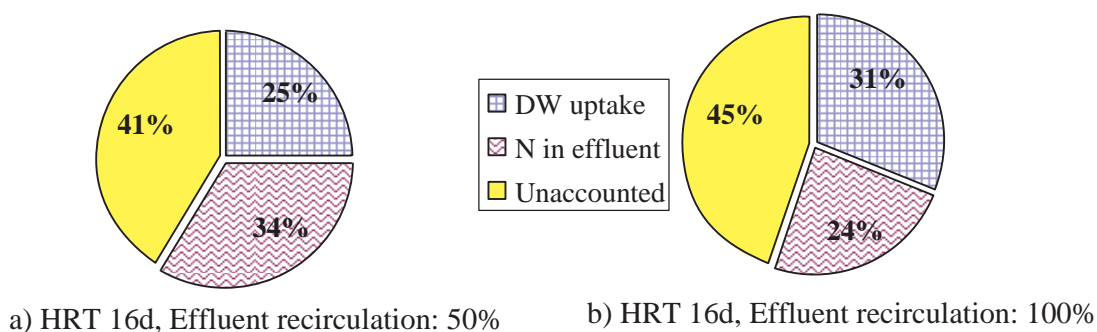 41%
25%
34%
DW uptake
N in effluent
Unaccounted
45%
31%
24%
a) HRT 16d, Effluent recirculation: 50%
b) HRT 16d, Effluent recirculation: 100%